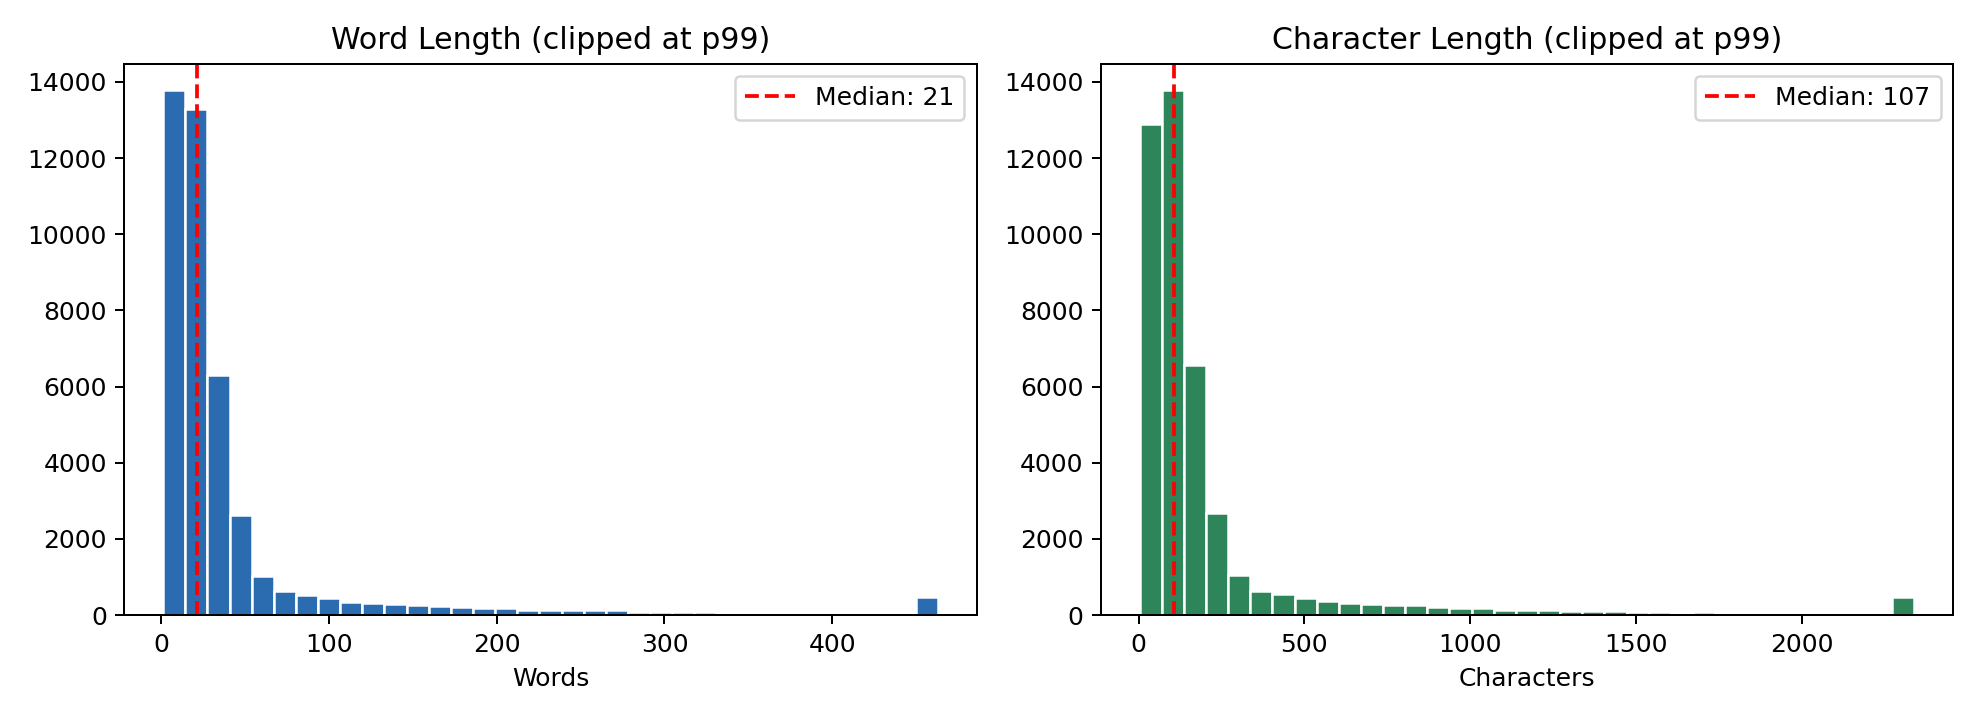 Word Length (clipped at p99)
14000
12000
10000
8000
6000
4000
2000
0
Median: 21
0 100 200 300 400
Words
Character Length (clipped at p99)
14000
12000
10000
8000
6000
4000
2000
0
Median: 107
0 500 1000 1500 2000
Characters